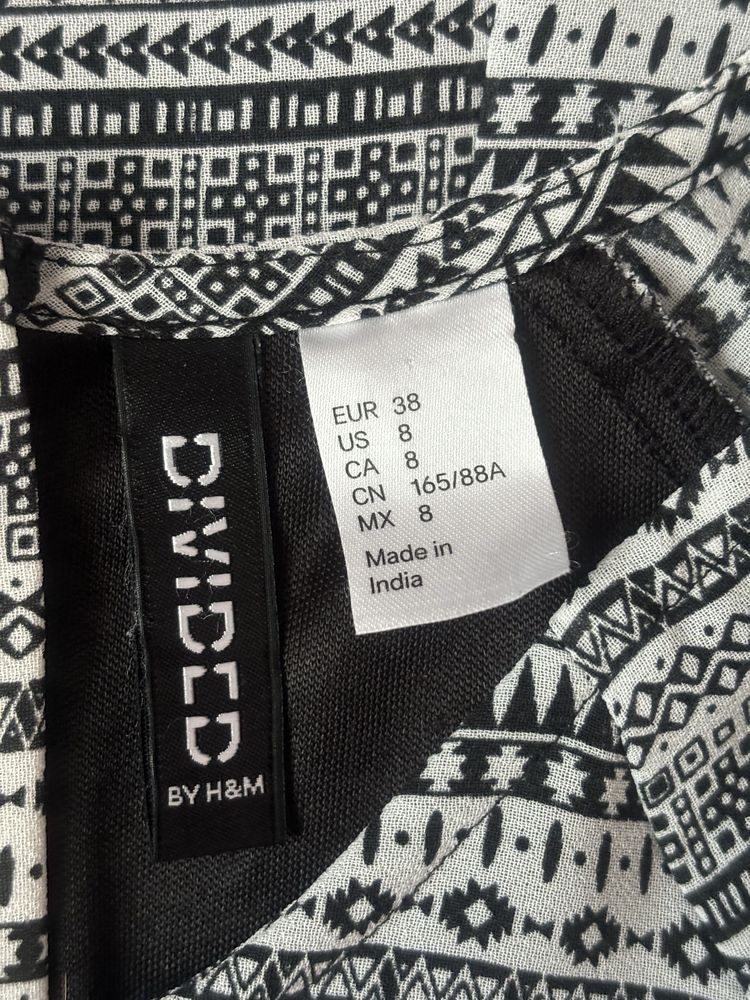 DIVIDED
BY H&M
EUR 38
US 8
CA 8
CN 165/88A
MX 8
Made in
India